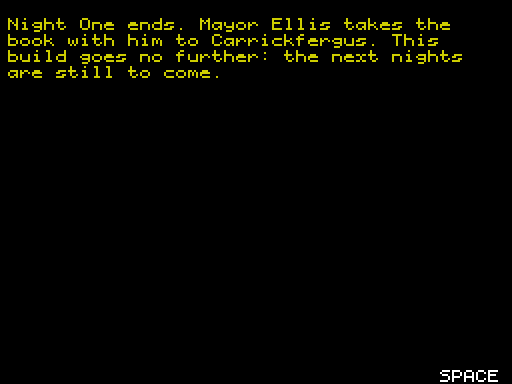 Night One ends. Mayor Ellis takes the
book with him to Carrickfergus. This
build goes no further: the next nights
are still to come.
SPACE